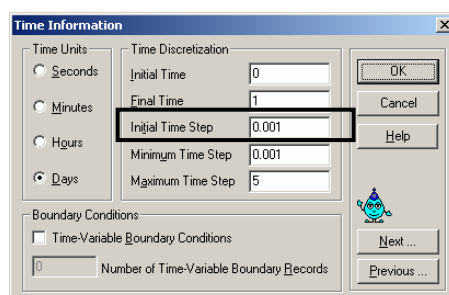 Time Information
Time Units
Seconds
Minutes
Hours
Days
Time Discretization
Initial Time 0
Final Time 1
Initial Time Step 0.001
Minimum Time Step 0.001
Maximum Time Step 5
OK
Cancel
Help
Boundary Conditions
Time-Variable Boundary Conditions
0 Number of Time-Variable Boundary Records
Next ...
Previous ...